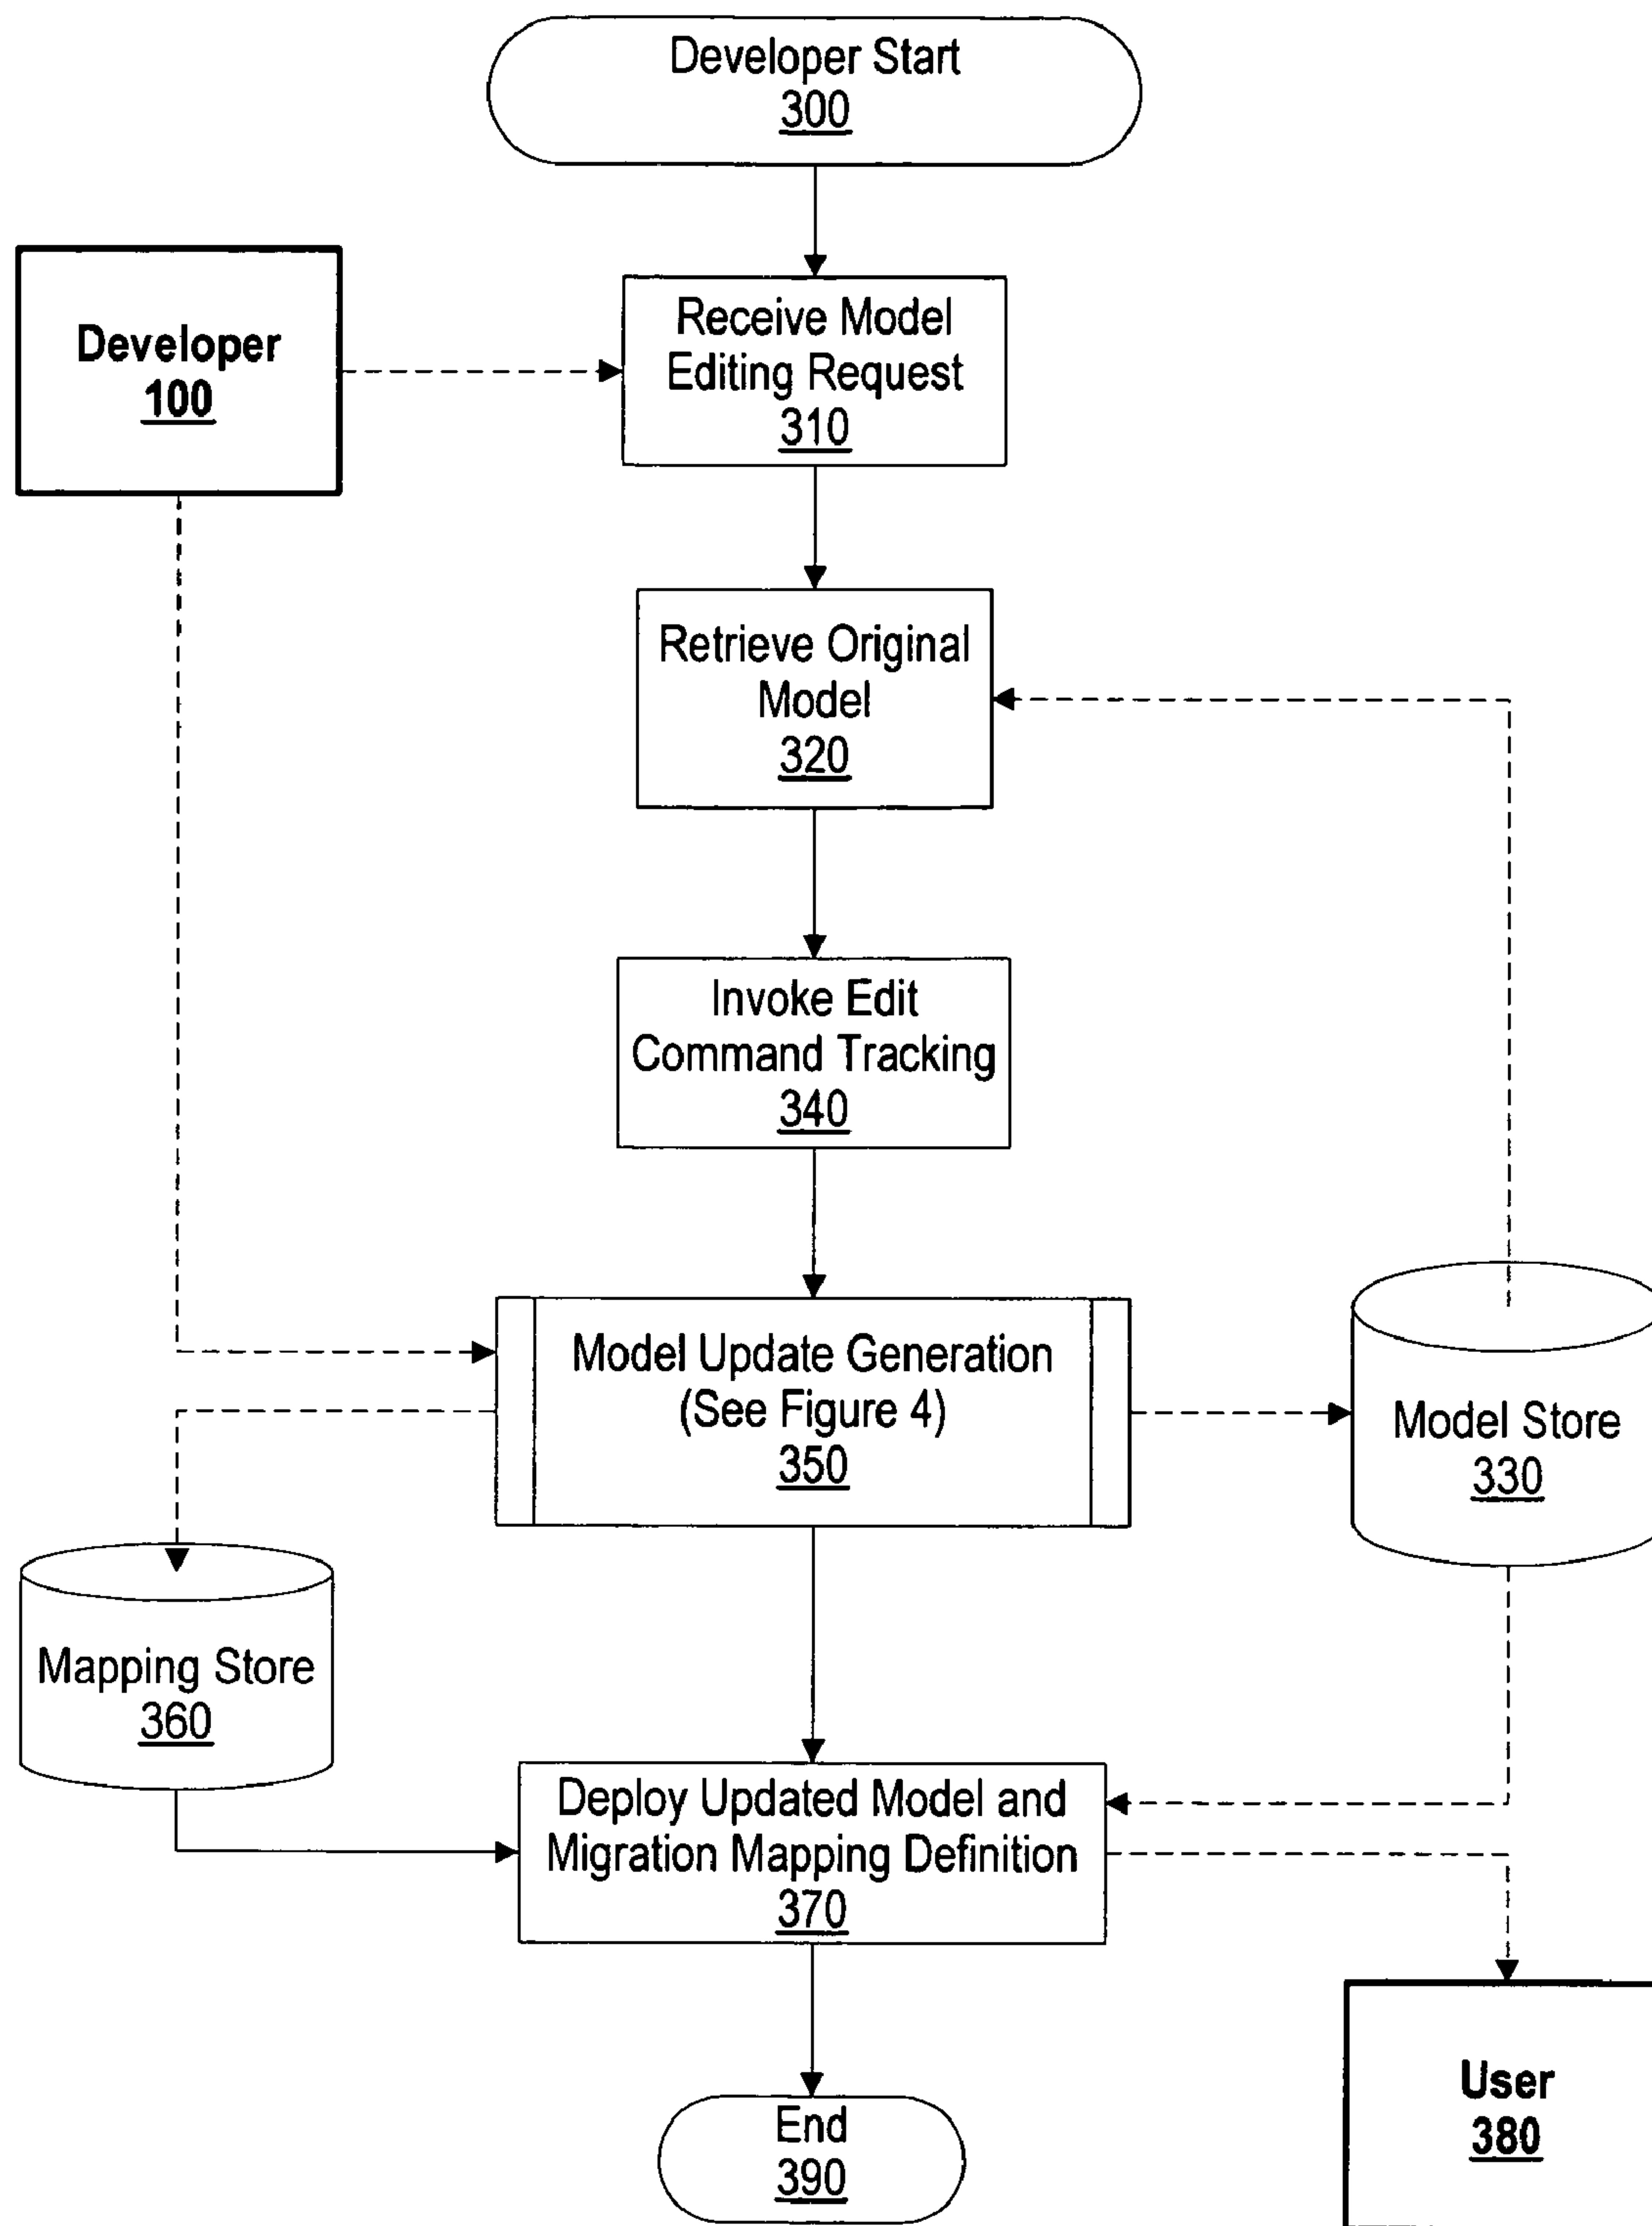 Developer Start
300
Developer
100
Receive Model
Editing Request
310
Retrieve Original
Model
320
Invoke Edit
Command Tracking
340
Model Update Generation
(See Figure 4)
350
Model Store
330
Mapping Store
360
Deploy Updated Model and
Migration Mapping Definition
370
User
380
End
390